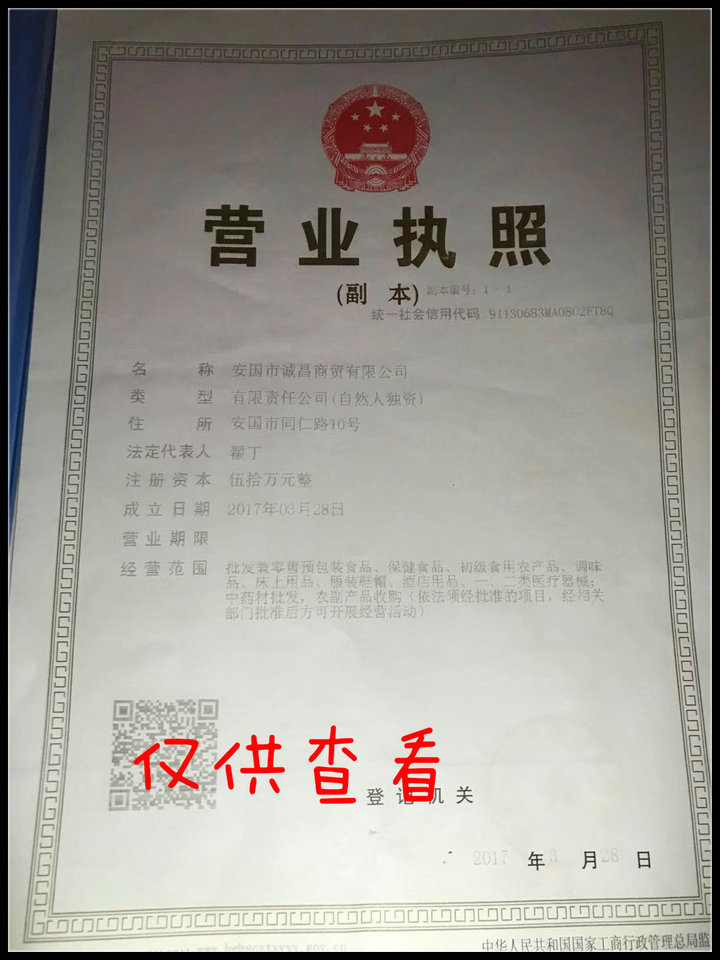 营业执照
(副 本) 副本编号：1-1
统一社会信用代码 91130683MA08C2FT8Q
名称 安国市诚昌商贸有限公司
类型 有限责任公司(自然人独资)
住所 安国市同仁路10号
法定代表人 翟丁
注册资本 伍拾万元整
成立日期 2017年03月28日
营业期限
经营范围 批发兼零售预包装食品、保健食品、初级食用农产品、调味
品、床上用品、服装鞋帽、酒店用品、一、二类医疗器械；
中药材批发，农副产品收购（依法须经批准的项目，经相关
部门批准后方可开展经营活动）
仅供查看
登记机关
2017 年 3 月 28 日
中华人民共和国国家工商行政管理总局监